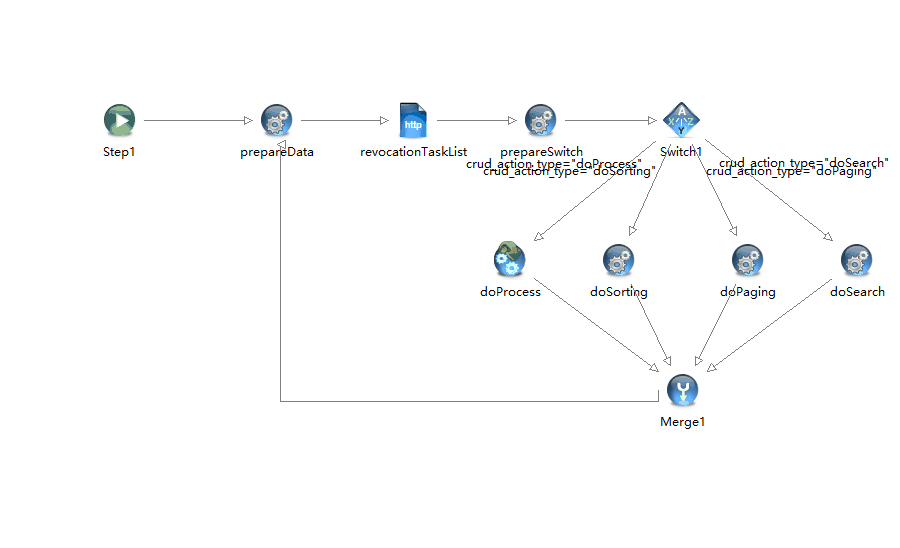 http
A
X Y Z
Y
Step1
prepareData
revocationTaskList
prepareSwitch
Switch1
crud_action_type="doProcess"
crud_action_type="doSorting"
crud_action_type="doSearch"
crud_action_type="doPaging"
doProcess
doSorting
doPaging
doSearch
Merge1